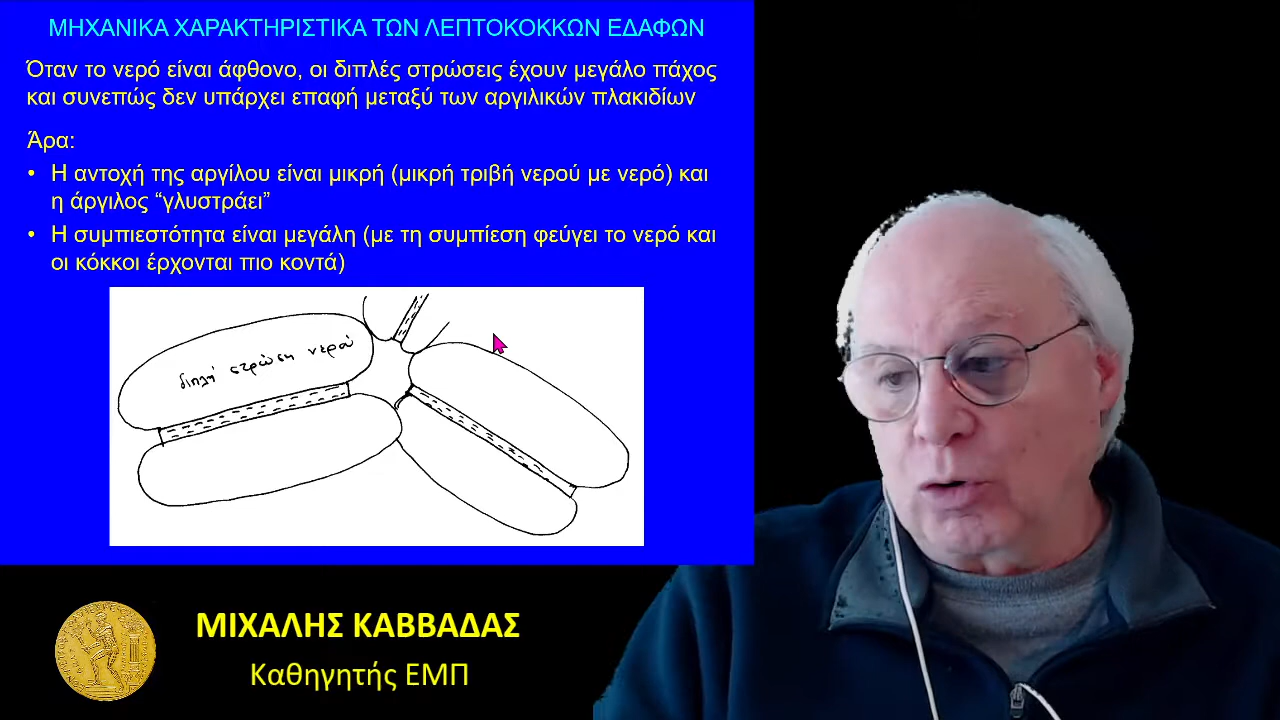 ΜΗΧΑΝΙΚΑ ΧΑΡΑΚΤΗΡΙΣΤΙΚΑ ΤΩΝ ΛΕΠΤΟΚΟΚΚΩΝ ΕΔΑΦΩΝ
Όταν το νερό είναι άφθονο, οι διπλές στρώσεις έχουν μεγάλο πάχος
και συνεπώς δεν υπάρχει επαφή μεταξύ των αργιλικών πλακιδίων
Άρα:
• Η αντοχή της αργίλου είναι μικρή (μικρή τριβή νερού με νερό) και
η άργιλος “γλυστράει”
• Η συμπιεστότητα είναι μεγάλη (με τη συμπίεση φεύγει το νερό και
οι κόκκοι έρχονται πιο κοντά)
διπλή στρώση νερού
ΜΙΧΑΛΗΣ ΚΑΒΒΑΔΑΣ
Καθηγητής ΕΜΠ